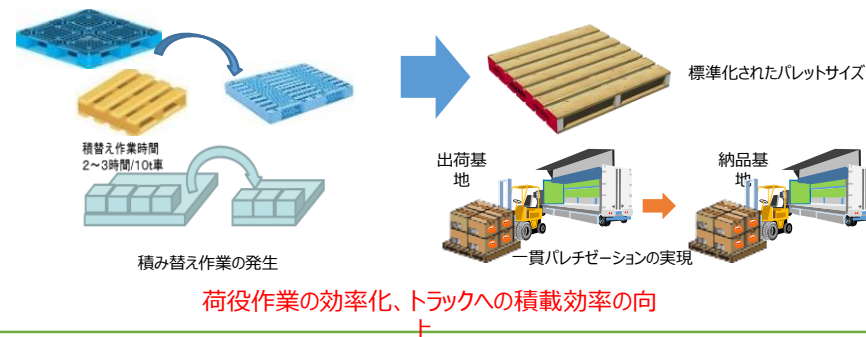 標準化されたパレットサイズ
積替え作業時間
2～3時間/10t車
出荷基
地
納品基
地
積み替え作業の発生
一貫パレチゼーションの実現
荷役作業の効率化、トラックへの積載効率の向
上